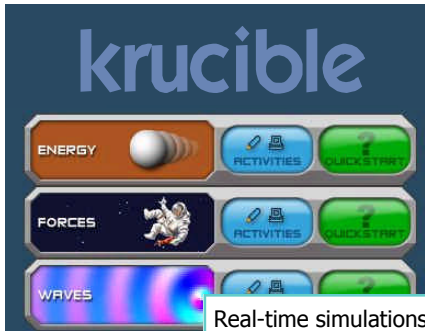 krucible
ENERGY ACTIVITIES QUICKSTART
FORCES ACTIVITIES QUICKSTART
WAVES
Real-time simulations